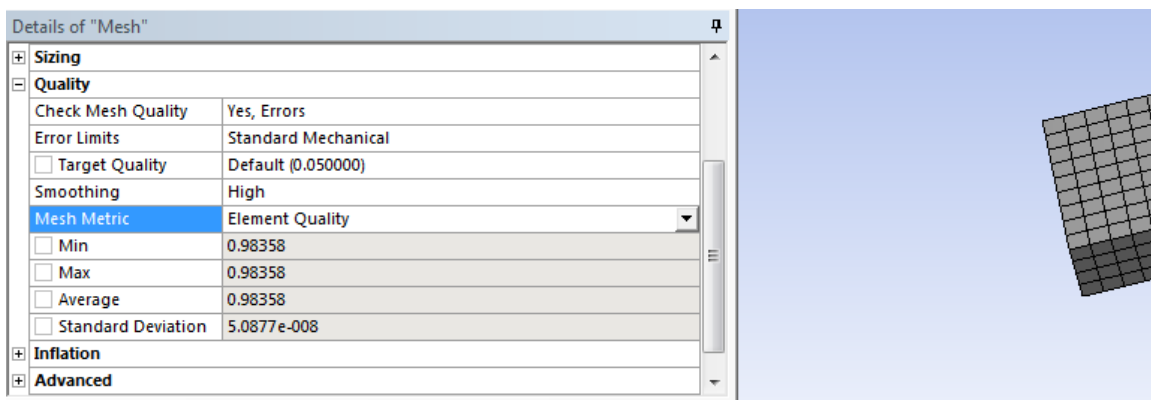 Details of "Mesh"
Sizing
Quality
Check Mesh Quality Yes, Errors
Error Limits Standard Mechanical
Target Quality Default (0.050000)
Smoothing High
Mesh Metric Element Quality
Min 0.98358
Max 0.98358
Average 0.98358
Standard Deviation 5.0877e-008
Inflation
Advanced